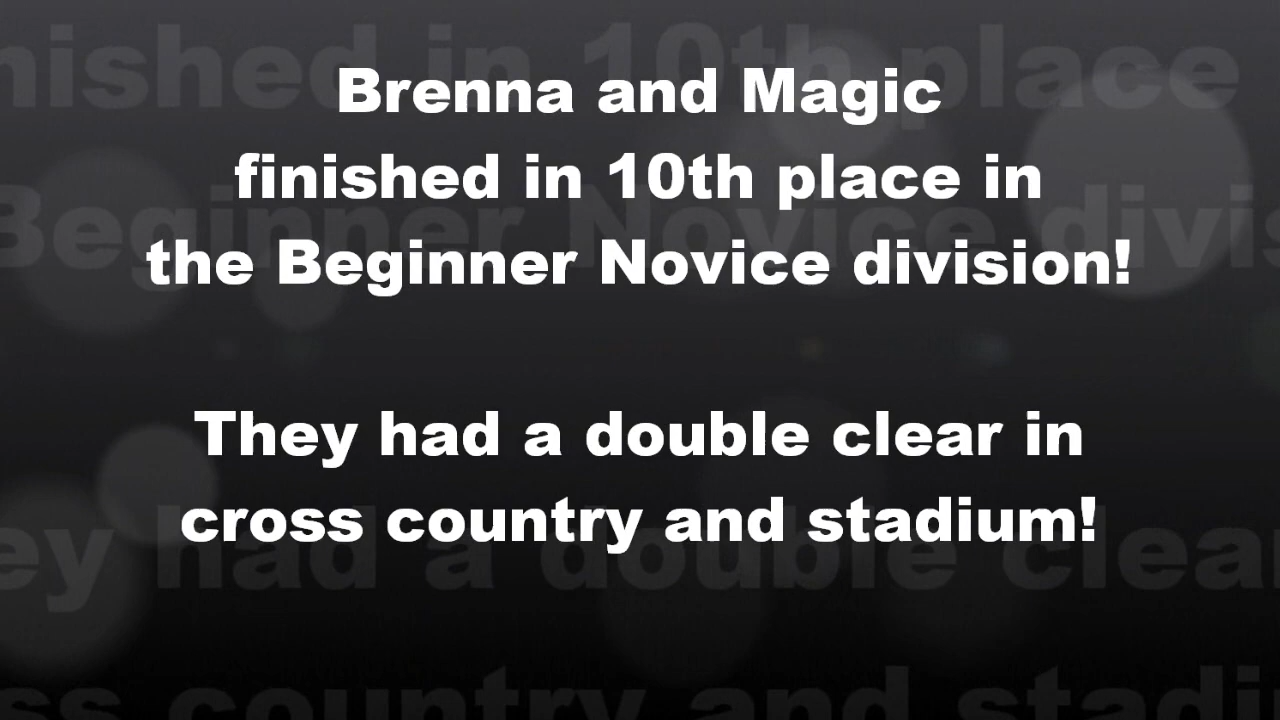 Brenna and Magic
finished in 10th place in
the Beginner Novice division!
They had a double clear in
cross country and stadium!